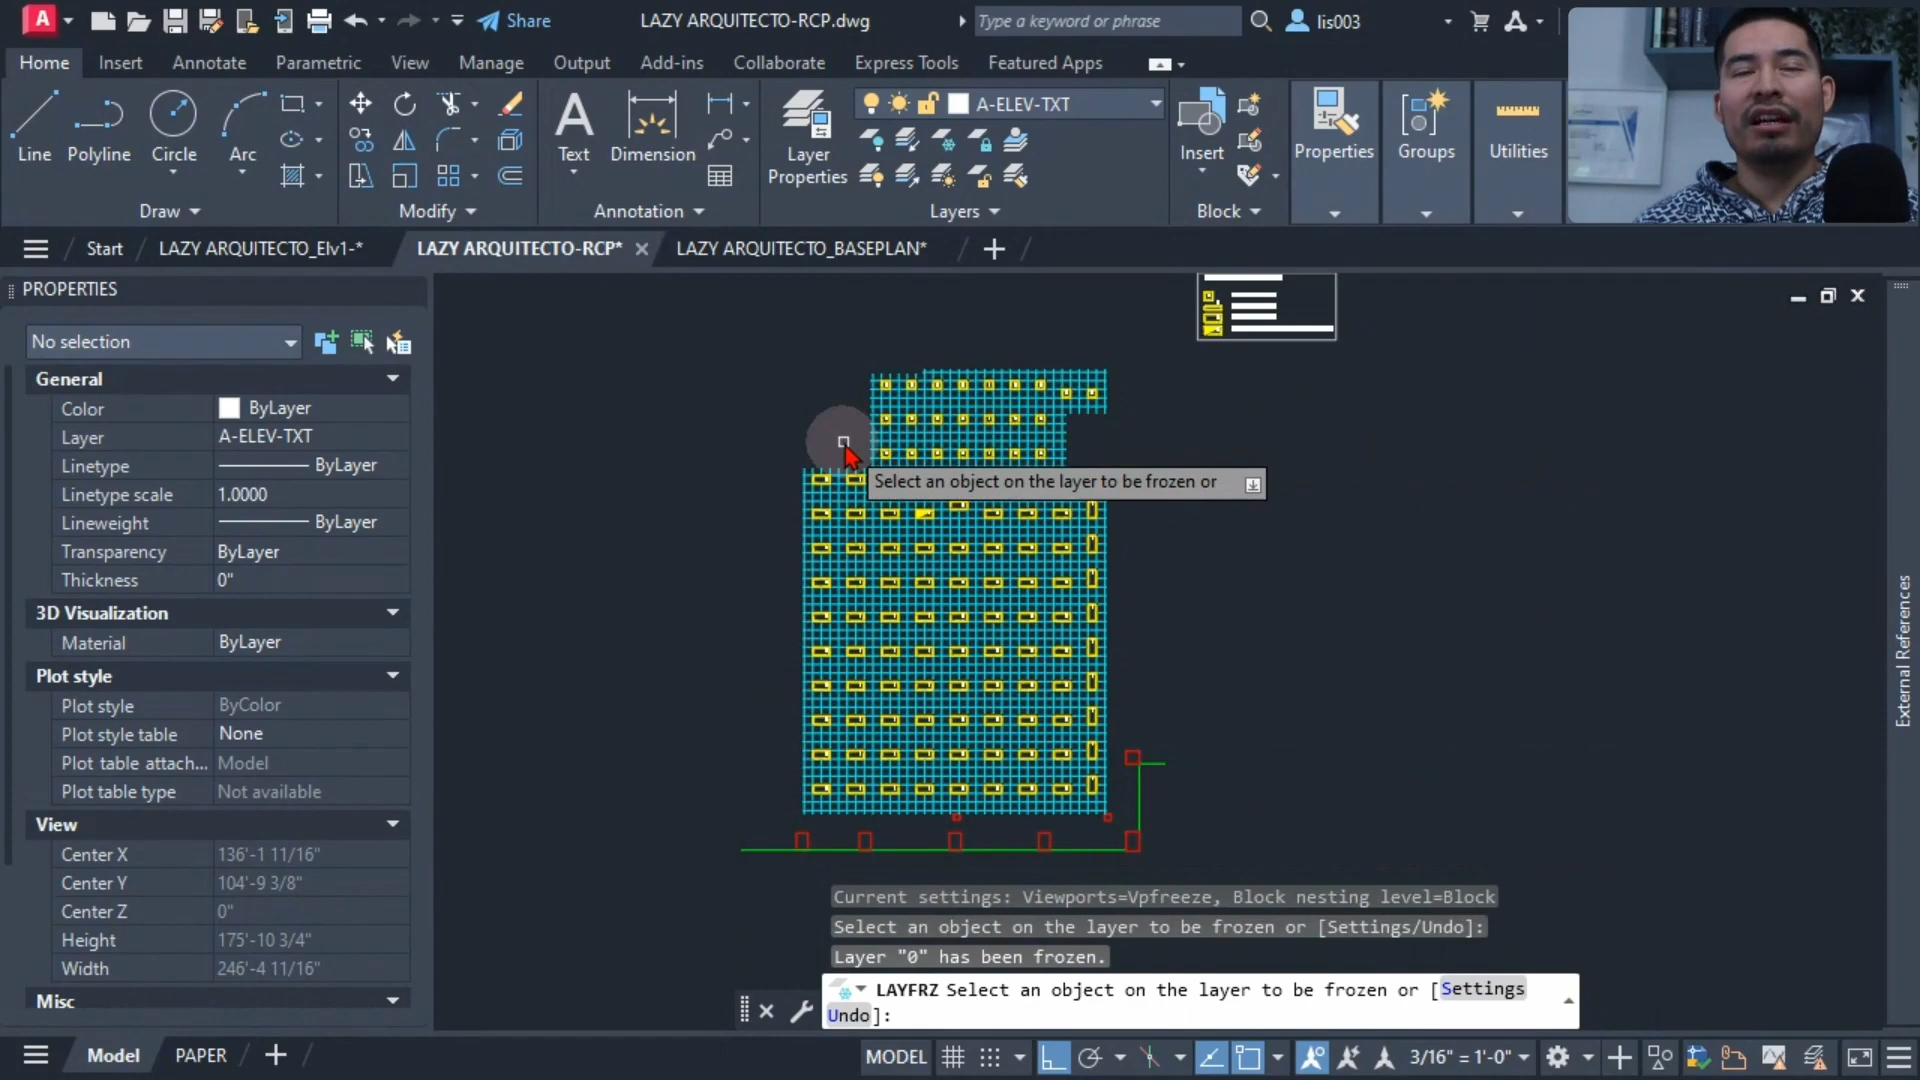 Share
LAZY ARQUITECTO-RCP.dwg
Type a keyword or phrase
lis003
Home
Insert
Annotate
Parametric
View
Manage
Output
Add-ins
Collaborate
Express Tools
Featured Apps
A-ELEV-TXT
Line
Polyline
Circle
Arc
Text
Dimension
Layer
Properties
Insert
Properties
Groups
Utilities
Draw
Modify
Annotation
Layers
Block
Start
LAZY ARQUITECTO_Elv1-*
LAZY ARQUITECTO-RCP*
LAZY ARQUITECTO_BASEPLAN*
PROPERTIES
No selection
General
Color ByLayer
Layer A-ELEV-TXT
Linetype ByLayer
Linetype scale 1.0000
Lineweight ByLayer
Transparency ByLayer
Thickness 0"
3D Visualization
Material ByLayer
Plot style
Plot style ByColor
Plot style table None
Plot table attach... Model
Plot table type Not available
View
Center X 136'-1 11/16"
Center Y 104'-9 3/8"
Center Z 0"
Height 175'-10 3/4"
Width 246'-4 11/16"
Misc
Select an object on the layer to be frozen or
External References
Current settings: Viewports=Vpfreeze, Block nesting level=Block
Select an object on the layer to be frozen or [Settings/Undo]:
Layer "0" has been frozen.
LAYFRZ Select an object on the layer to be frozen or [Settings
Undo]:
Model
PAPER
MODEL
3/16" = 1'-0"